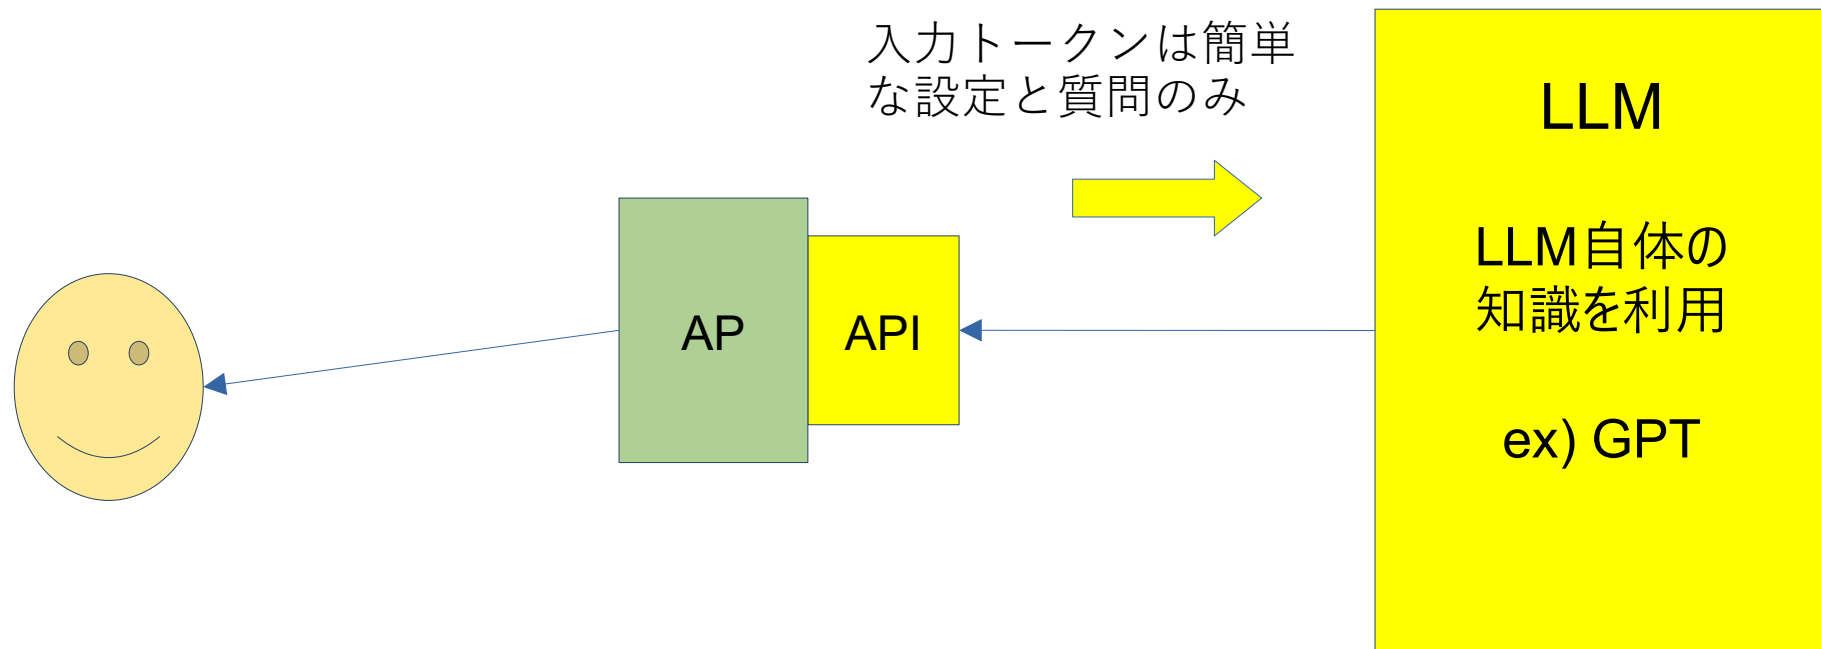 入力トークンは簡単
な設定と質問のみ
LLM
LLM自体の
知識を利用
ex) GPT
AP
API